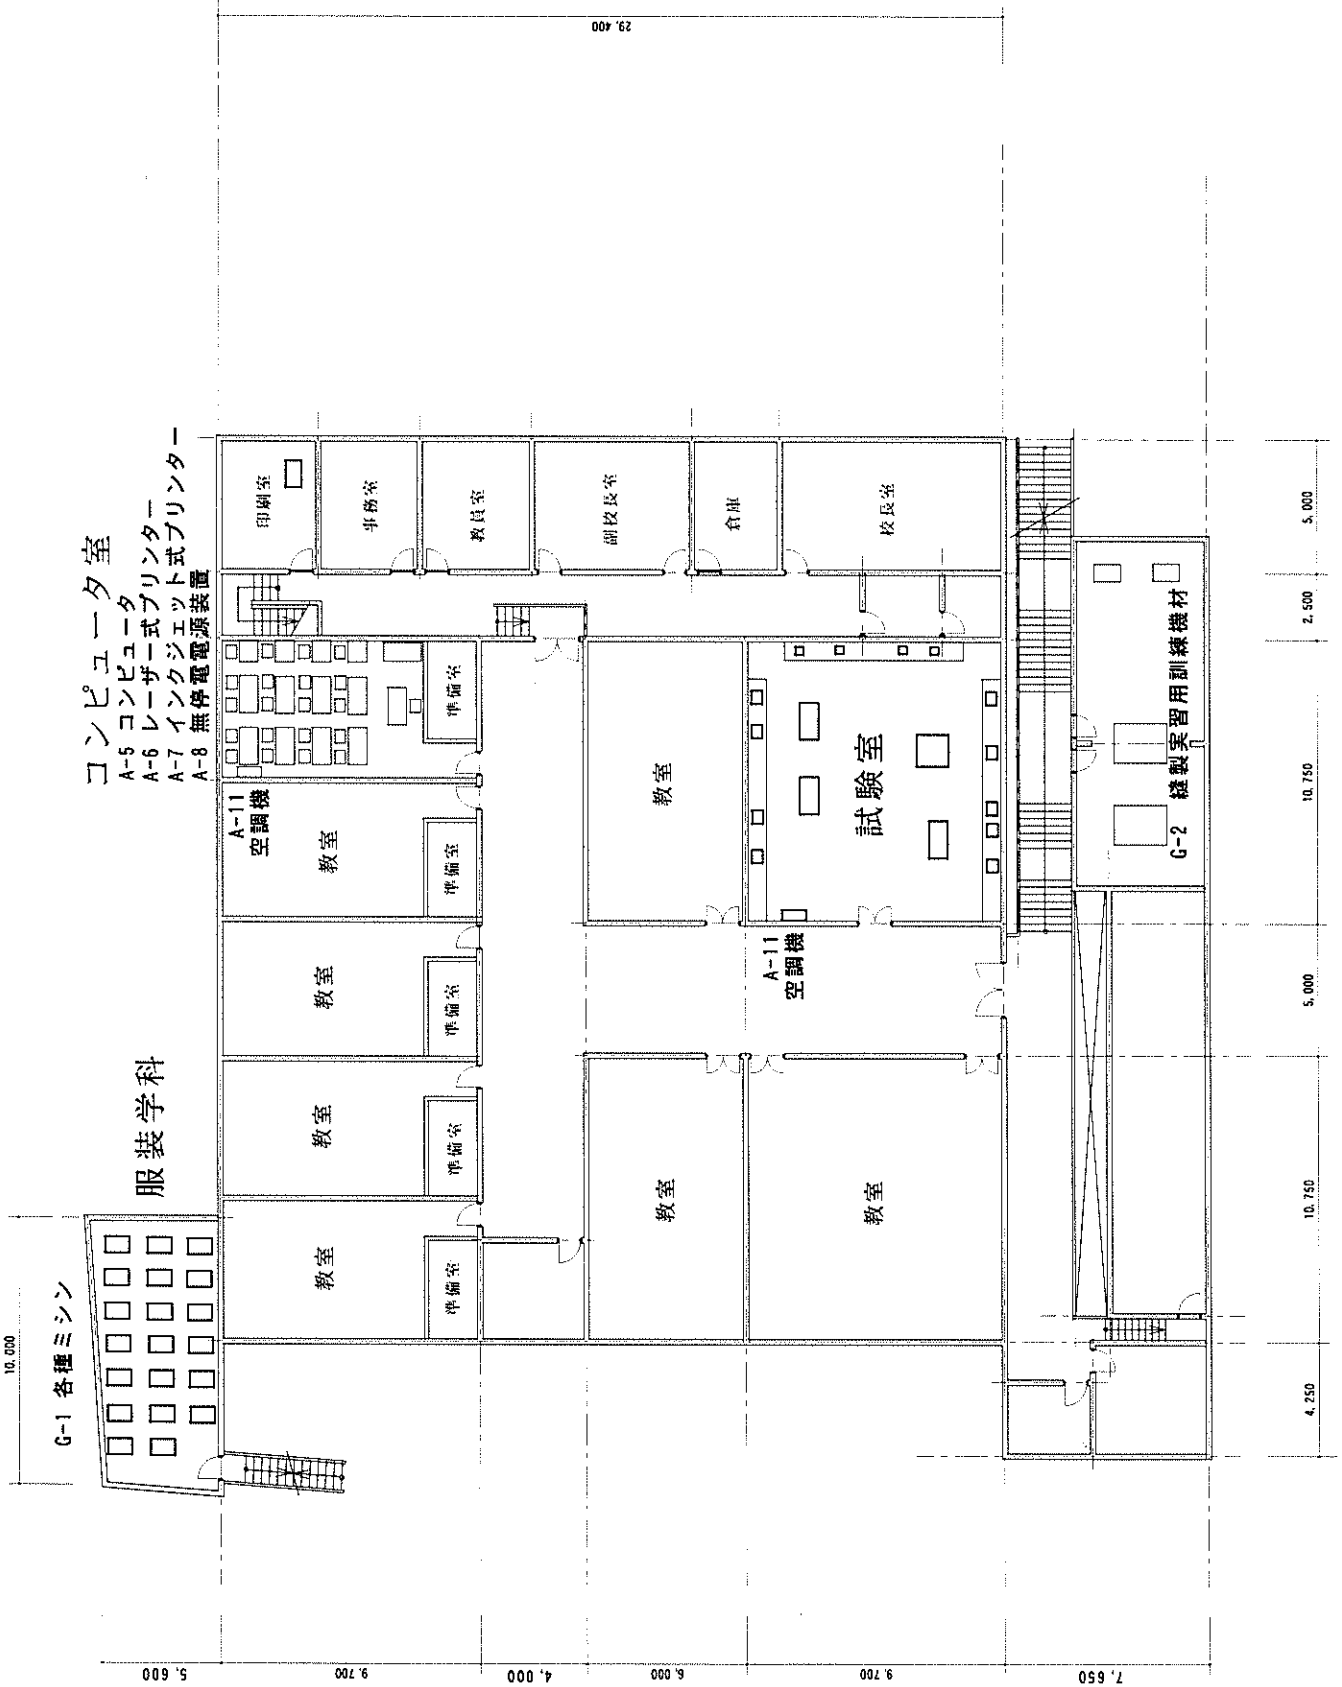 29.400
コンピュータ室
A-5 コンピュータ
A-6 レーザー式プリンター
A-7 インクジェット式プリンター
A-8 無停電電源装置
印刷室
事務室
教員室
副校長室
倉庫
校長室
A-11
空調機
準備室
教室
準備室
教室
準備室
教室
準備室
教室
準備室
教室
試験室
A-11
空調機
教室
教室
服装学科
G-1 各種ミシン
10,000
G-2 縫製実習用訓練機材
5,000
2,500
10,750
5,000
10,750
4,250
5,600
9,700
4,000
6,000
9,700
7,650